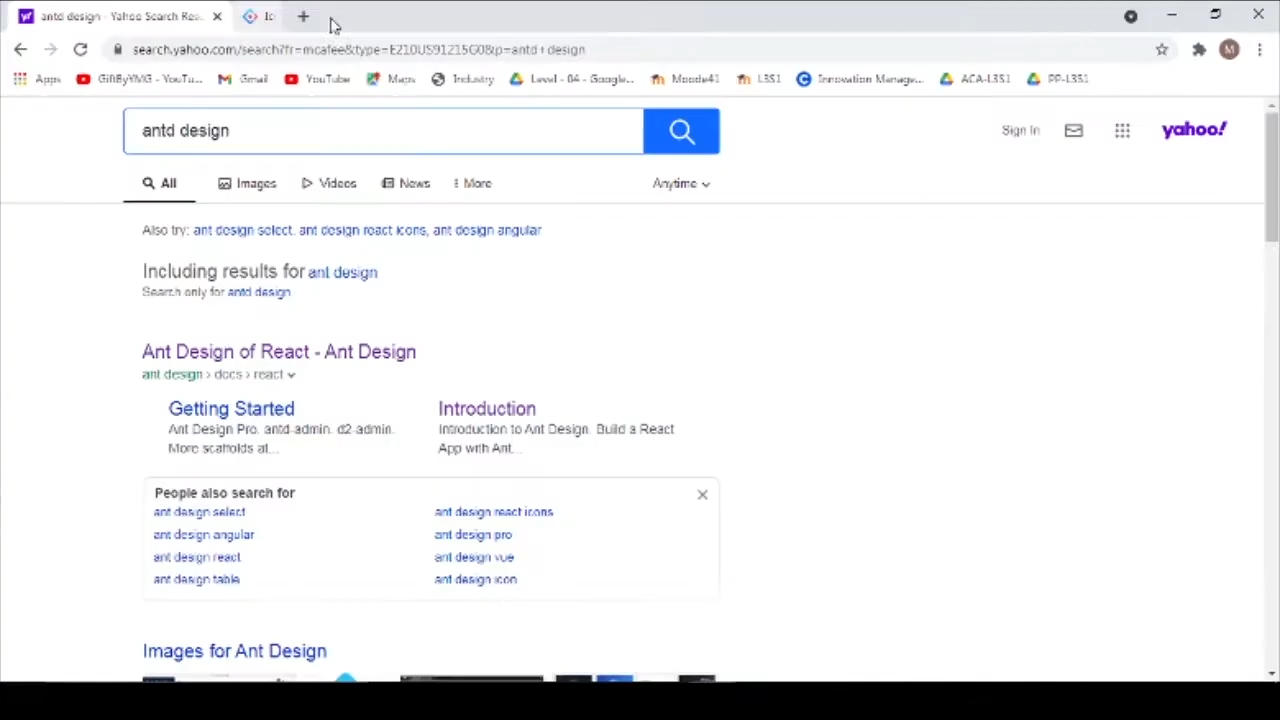 antd design - Yahoo Search Res...
Ic
search.yahoo.com/search?fr=mcafee&type=E210US91215G0&p=antd+design
M
Apps
GiftByYMG - YouTu...
Gmail
YouTube
Maps
Industry
Level - 04 - Google...
Moodle41
L3S1
Innovation Manage...
ACA-L3S1
PP-L3S1
antd design
Sign In
yahoo!
All
Images
Videos
News
More
Anytime
Also try: ant design select, ant design react icons, ant design angular
Including results for ant design
Search only for antd design
Ant Design of React - Ant Design
ant.design › docs › react
Getting Started
Ant Design Pro. antd-admin. d2-admin.
More scaffolds at...
Introduction
Introduction to Ant Design. Build a React
App with Ant...
People also search for
ant design select
ant design react icons
ant design angular
ant design pro
ant design react
ant design vue
ant design table
ant design icon
Images for Ant Design